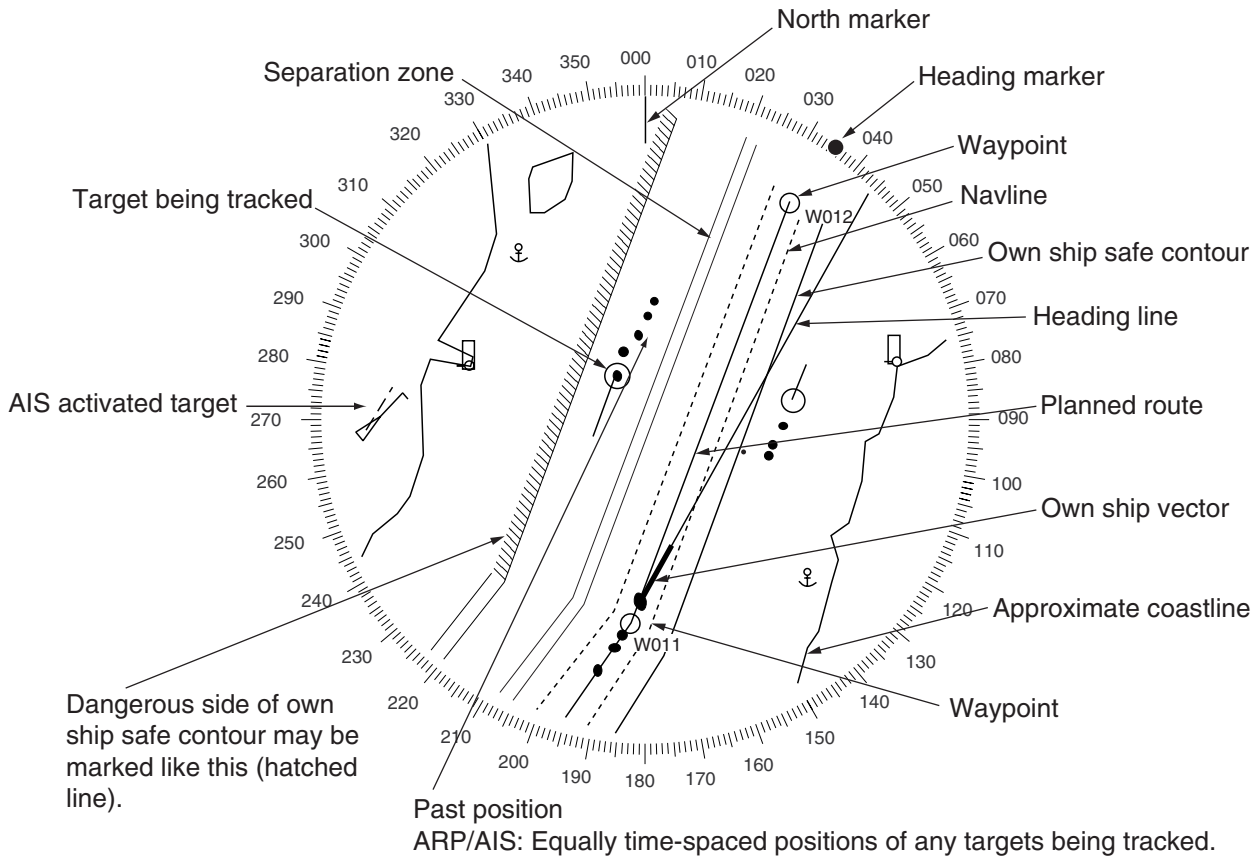 North marker
Separation zone
Heading marker
Waypoint
Target being tracked
Navline
Own ship safe contour
Heading line
AIS activated target
Planned route
Own ship vector
Approximate coastline
Waypoint
Dangerous side of own
ship safe contour may be
marked like this (hatched
line).
Past position
ARP/AIS: Equally time-spaced positions of any targets being tracked.
W012
W011
000
010
020
030
040
050
060
070
080
090
100
110
120
130
140
150
160
170
180
190
200
210
220
230
240
250
260
270
280
290
300
310
320
330
340
350